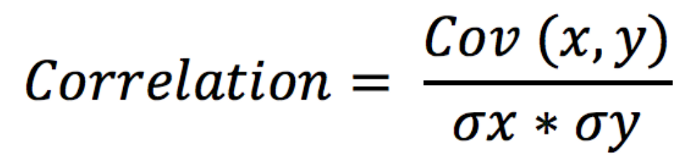 Cov (x, y)
Correlation =
σx * σy